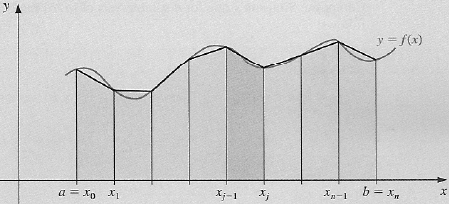 y
y = f(x)
a = x₀ x₁ xⱼ₋₁ xⱼ xₙ₋₁ b = xₙ x